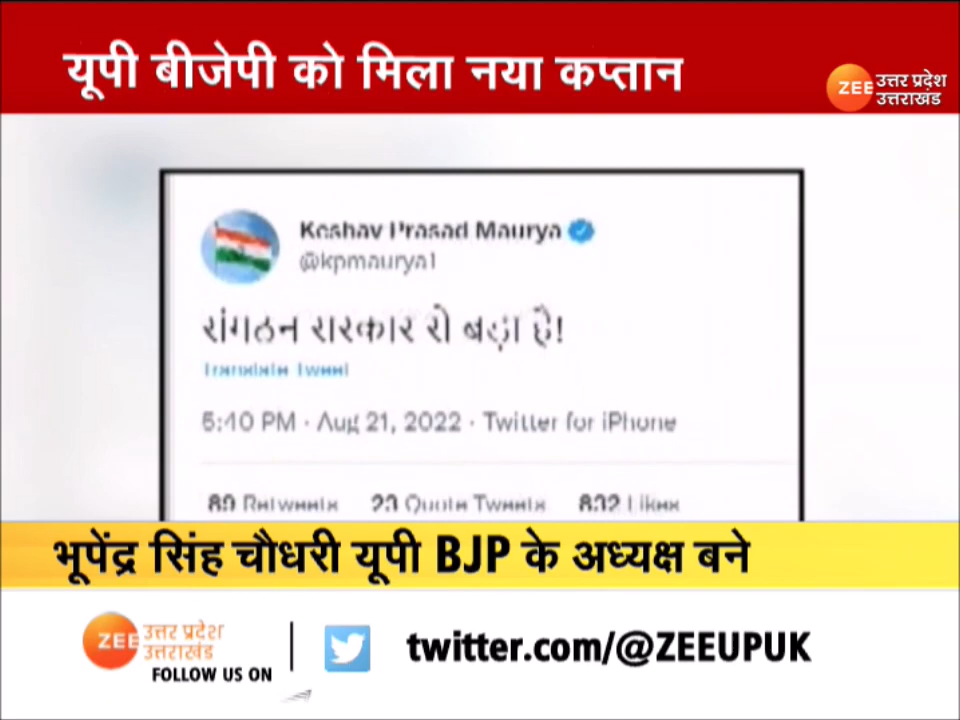 यूपी बीजेपी को मिला नया कप्तान
ZEE उत्तर प्रदेश
उत्तराखंड
Keshav Prasad Maurya
@kpmaurya1
संगठन सरकार से बड़ा है!
Translate Tweet
5:40 PM · Aug 21, 2022 · Twitter for iPhone
89 Retweets 23 Quote Tweets 832 Likes
भूपेंद्र सिंह चौधरी यूपी BJP के अध्यक्ष बने
ZEE उत्तर प्रदेश
उत्तराखंड
FOLLOW US ON
twitter.com/@ZEEUPUK